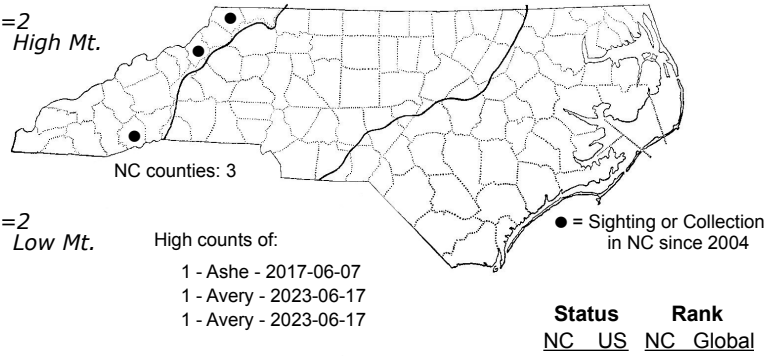 =2
High Mt.
NC counties: 3
=2
Low Mt.
High counts of:
1 - Ashe - 2017-06-07
1 - Avery - 2023-06-17
1 - Avery - 2023-06-17
● = Sighting or Collection
in NC since 2004
Status Rank
NC US NC Global